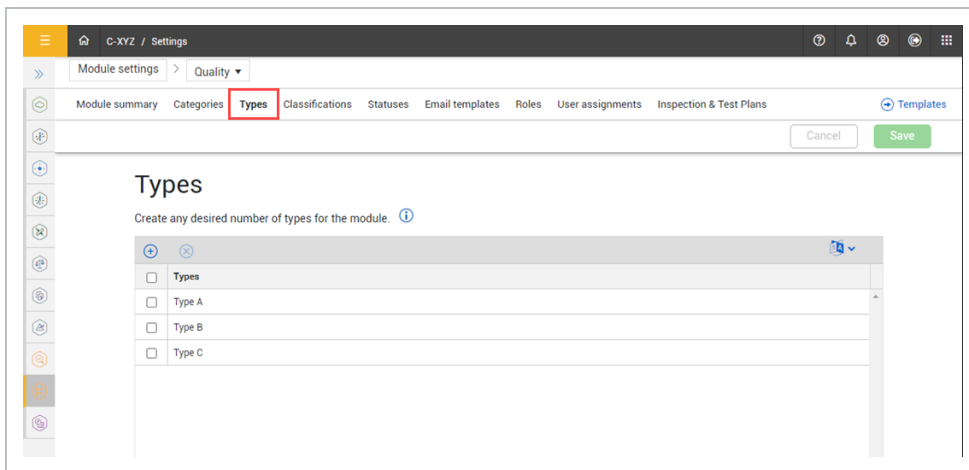 C-XYZ / Settings
Module settings > Quality ▼
Module summary Categories Types Classifications Statuses Email templates Roles User assignments Inspection & Test Plans Templates
Cancel Save
Types
Create any desired number of types for the module.
Types
Type A
Type B
Type C